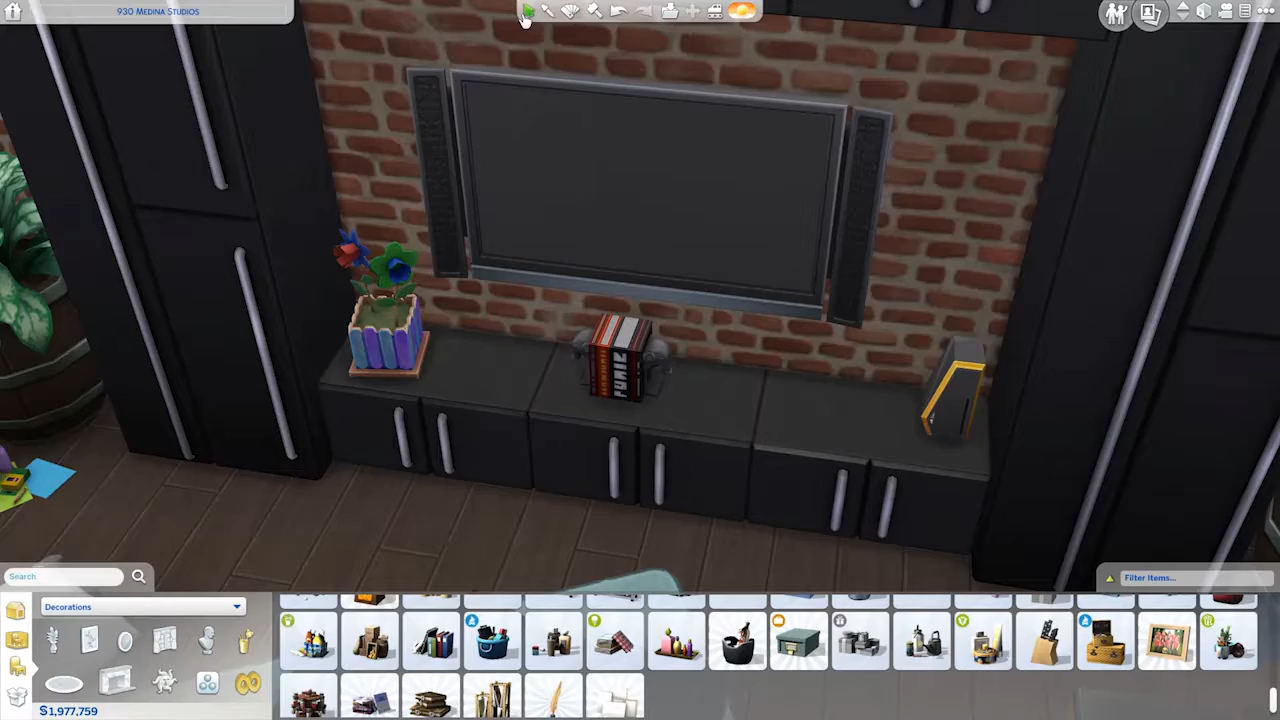 930 MEDINA STUDIOS
Search
Filter Items...
Decorations
§1,977,759